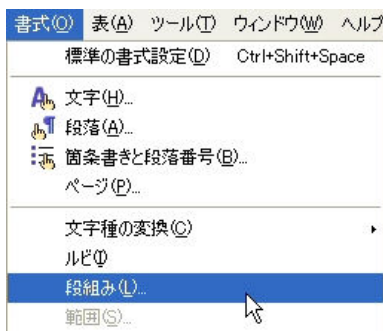 書式(O) 表(A) ツール(T) ウィンドウ(W) ヘルプ
標準の書式設定(D) Ctrl+Shift+Space
文字(H)...
段落(A)...
箇条書きと段落番号(B)...
ページ(P)...
文字種の変換(C)
ルビ(I)
段組み(L)...
範囲(S)...